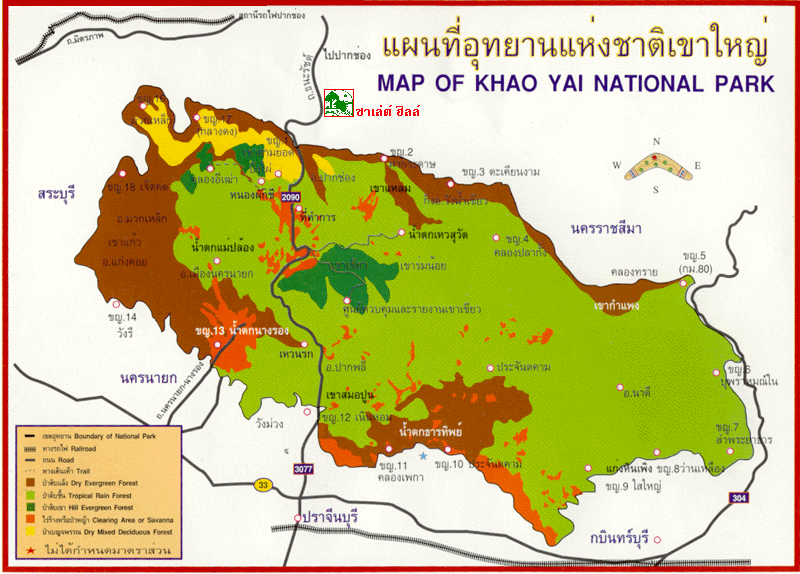 แผนที่อุทยานแห่งชาติเขาใหญ่
MAP OF KHAO YAI NATIONAL PARK
สถานีรถไฟปากช่อง
ถ.มิตรภาพ
ไปปากช่อง
ถ.ธนะรัชต์
ชาเล่ต์ ฮิลล์
ขญ.16
มวกเหล็ก
ขญ.17
(กลางดง)
ขญ.1
ขญ.2
ขญ.3 ตะเคียนงาม
N
W
E
S
คลองอีเฒ่า
อ.ปากช่อง
เขาแหลม
สระบุรี
ขญ.18 เจ็ดคต
หนองผักชี
2090
ที่ทำการ
อ.มวกเหล็ก
นครราชสีมา
เขาแก้ว
น้ำตกแม่ปล้อง
น้ำตกเหวสุวัต
ขญ.4
คลองปลากั้ง
อ.แก่งคอย
อ.เมืองนครนายก
เขาเขียว
เขาร่มน้อย
คลองทราย
ขญ.5
(กม.80)
ศูนย์ควบคุมและรายงานเขาเขียว
เขากำแพง
ขญ.14
วังรี
ขญ.13 น้ำตกนางรอง
เหวนรก
อ.ปากพลี
ประจันตคาม
ขญ.6
บุพราหมณ์ใน
นครนายก
อ.นาดี
ถ.นครนายก-นางรอง
เขาสมอปูน
วังม่วง
ขญ.12 เนินหอม
น้ำตกธารทิพย์
ขญ.7
ลำพระยาธาร
ขญ.11
คลองเพกา
ขญ.10 ประจันตคาม
แก่งหินเพิง
ขญ.8 ว่านเหลือง
ขญ.9 ใสใหญ่
3077
33
304
ปราจีนบุรี
กบินทร์บุรี
เขตอุทยาน Boundary of National Park
ทางรถไฟ Railroad
ถนน Road
ทางเดินเท้า Trail
ป่าดิบแล้ง Dry Evergreen Forest
ป่าดิบชื้น Tropical Rain Forest
ป่าดิบเขา Hill Evergreen Forest
ไร่ร้างหรือป่าหญ้า Clearing Area or Savanna
ป่าเบญจพรรณ Dry Mixed Deciduous Forest
ไม่ได้กำหนดมาตราส่วน